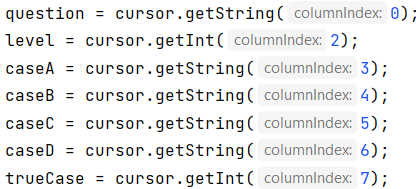 question = cursor.getString( columnIndex: 0);
level = cursor.getInt( columnIndex: 2);
caseA = cursor.getString( columnIndex: 3);
caseB = cursor.getString( columnIndex: 4);
caseC = cursor.getString( columnIndex: 5);
caseD = cursor.getString( columnIndex: 6);
trueCase = cursor.getInt( columnIndex: 7);